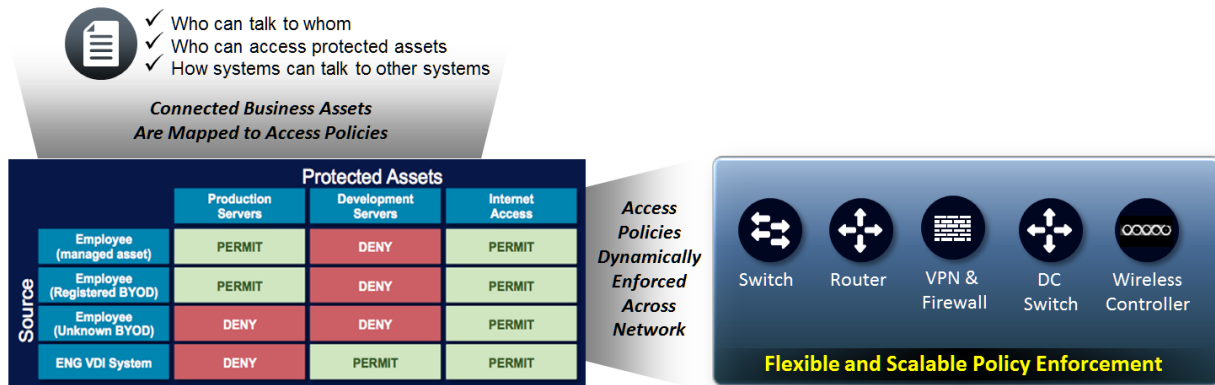 Who can talk to whom
Who can access protected assets
How systems can talk to other systems
Connected Business Assets
Are Mapped to Access Policies
Protected Assets
Production
Servers
Development
Servers
Internet
Access
Source
Employee
(managed asset)
PERMIT
DENY
PERMIT
Employee
(Registered BYOD)
PERMIT
DENY
PERMIT
Employee
(Unknown BYOD)
DENY
DENY
PERMIT
ENG VDI System
DENY
PERMIT
PERMIT
Access
Policies
Dynamically
Enforced
Across
Network
Switch
Router
VPN &
Firewall
DC
Switch
Wireless
Controller
Flexible and Scalable Policy Enforcement